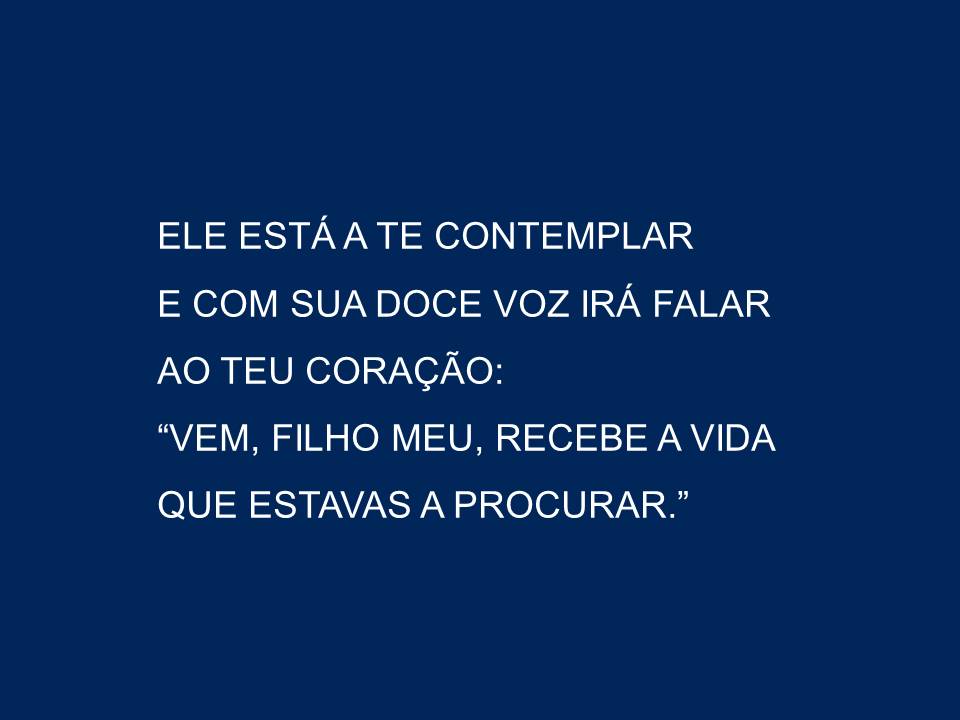 ELE ESTÁ A TE CONTEMPLAR
E COM SUA DOCE VOZ IRÁ FALAR
AO TEU CORAÇÃO:
“VEM, FILHO MEU, RECEBE A VIDA
QUE ESTAVAS A PROCURAR.”